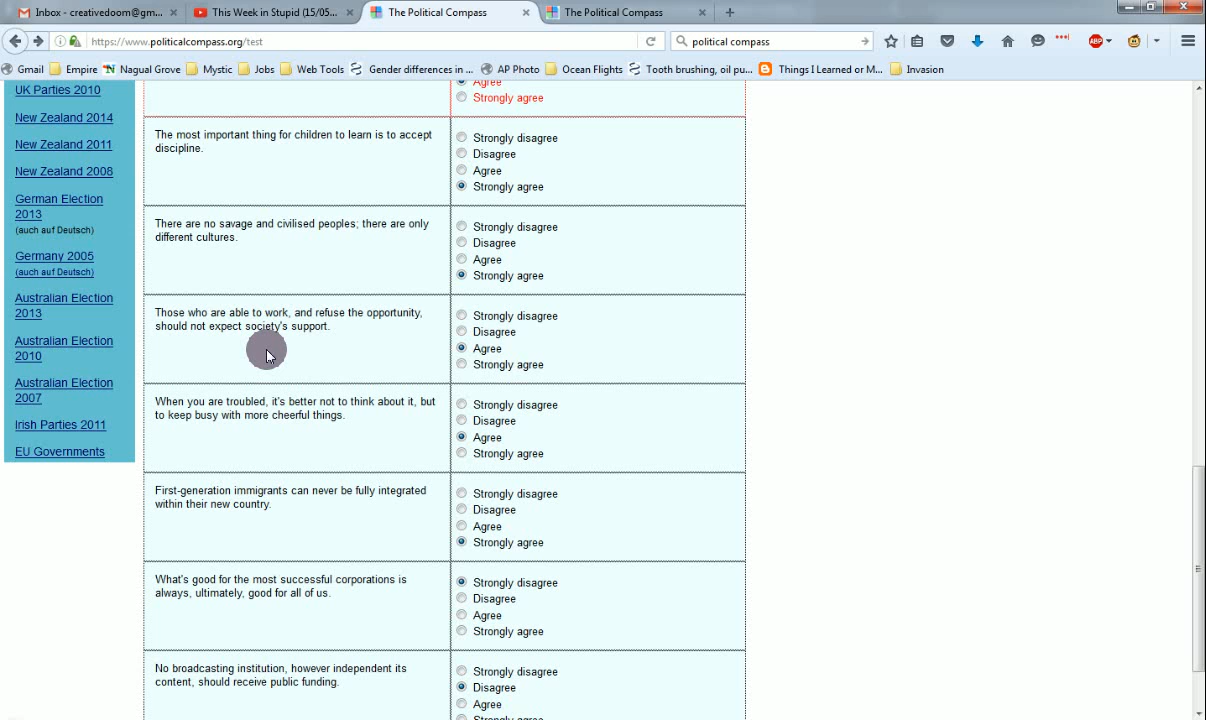 Inbox - creativedoom@gm...
This Week in Stupid (15/05...
The Political Compass
The Political Compass
https://www.politicalcompass.org/test
political compass
ABP
Gmail
Empire
Nagual Grove
Mystic
Jobs
Web Tools
Gender differences in ...
AP Photo
Ocean Flights
Tooth brushing, oil pu...
Things I Learned or M...
Invasion
UK Parties 2010
New Zealand 2014
New Zealand 2011
New Zealand 2008
German Election
2013
(auch auf Deutsch)
Germany 2005
(auch auf Deutsch)
Australian Election
2013
Australian Election
2010
Australian Election
2007
Irish Parties 2011
EU Governments
Agree
Strongly agree
The most important thing for children to learn is to accept
discipline.
Strongly disagree
Disagree
Agree
Strongly agree
There are no savage and civilised peoples; there are only
different cultures.
Strongly disagree
Disagree
Agree
Strongly agree
Those who are able to work, and refuse the opportunity,
should not expect society's support.
Strongly disagree
Disagree
Agree
Strongly agree
When you are troubled, it's better not to think about it, but
to keep busy with more cheerful things.
Strongly disagree
Disagree
Agree
Strongly agree
First-generation immigrants can never be fully integrated
within their new country.
Strongly disagree
Disagree
Agree
Strongly agree
What's good for the most successful corporations is
always, ultimately, good for all of us.
Strongly disagree
Disagree
Agree
Strongly agree
No broadcasting institution, however independent its
content, should receive public funding.
Strongly disagree
Disagree
Agree
Strongly agree